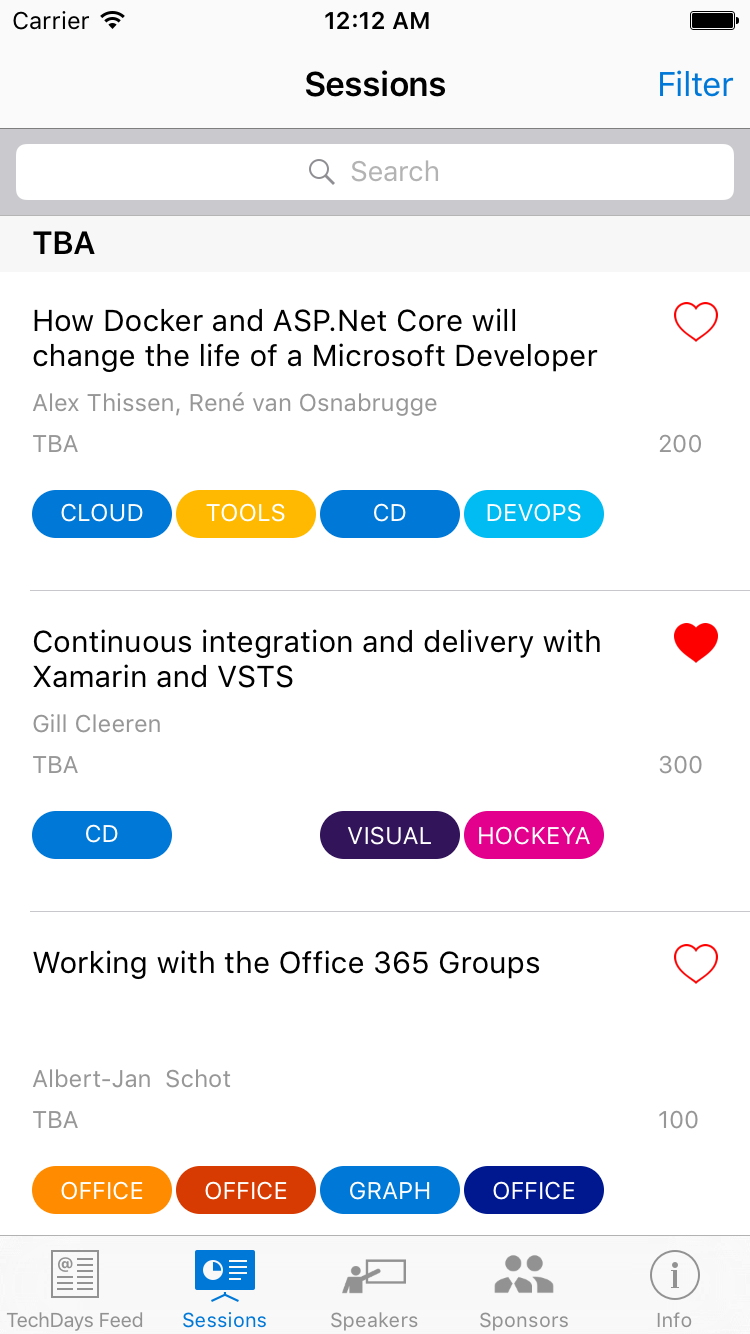 Carrier 12:12 AM
Sessions Filter
Search
TBA
How Docker and ASP.Net Core will
change the life of a Microsoft Developer
Alex Thissen, René van Osnabrugge
TBA 200
CLOUD TOOLS CD DEVOPS
Continuous integration and delivery with
Xamarin and VSTS
Gill Cleeren
TBA 300
CD VISUAL HOCKEYA
Working with the Office 365 Groups
Albert-Jan  Schot
TBA 100
OFFICE OFFICE GRAPH OFFICE
TechDays Feed Sessions Speakers Sponsors Info